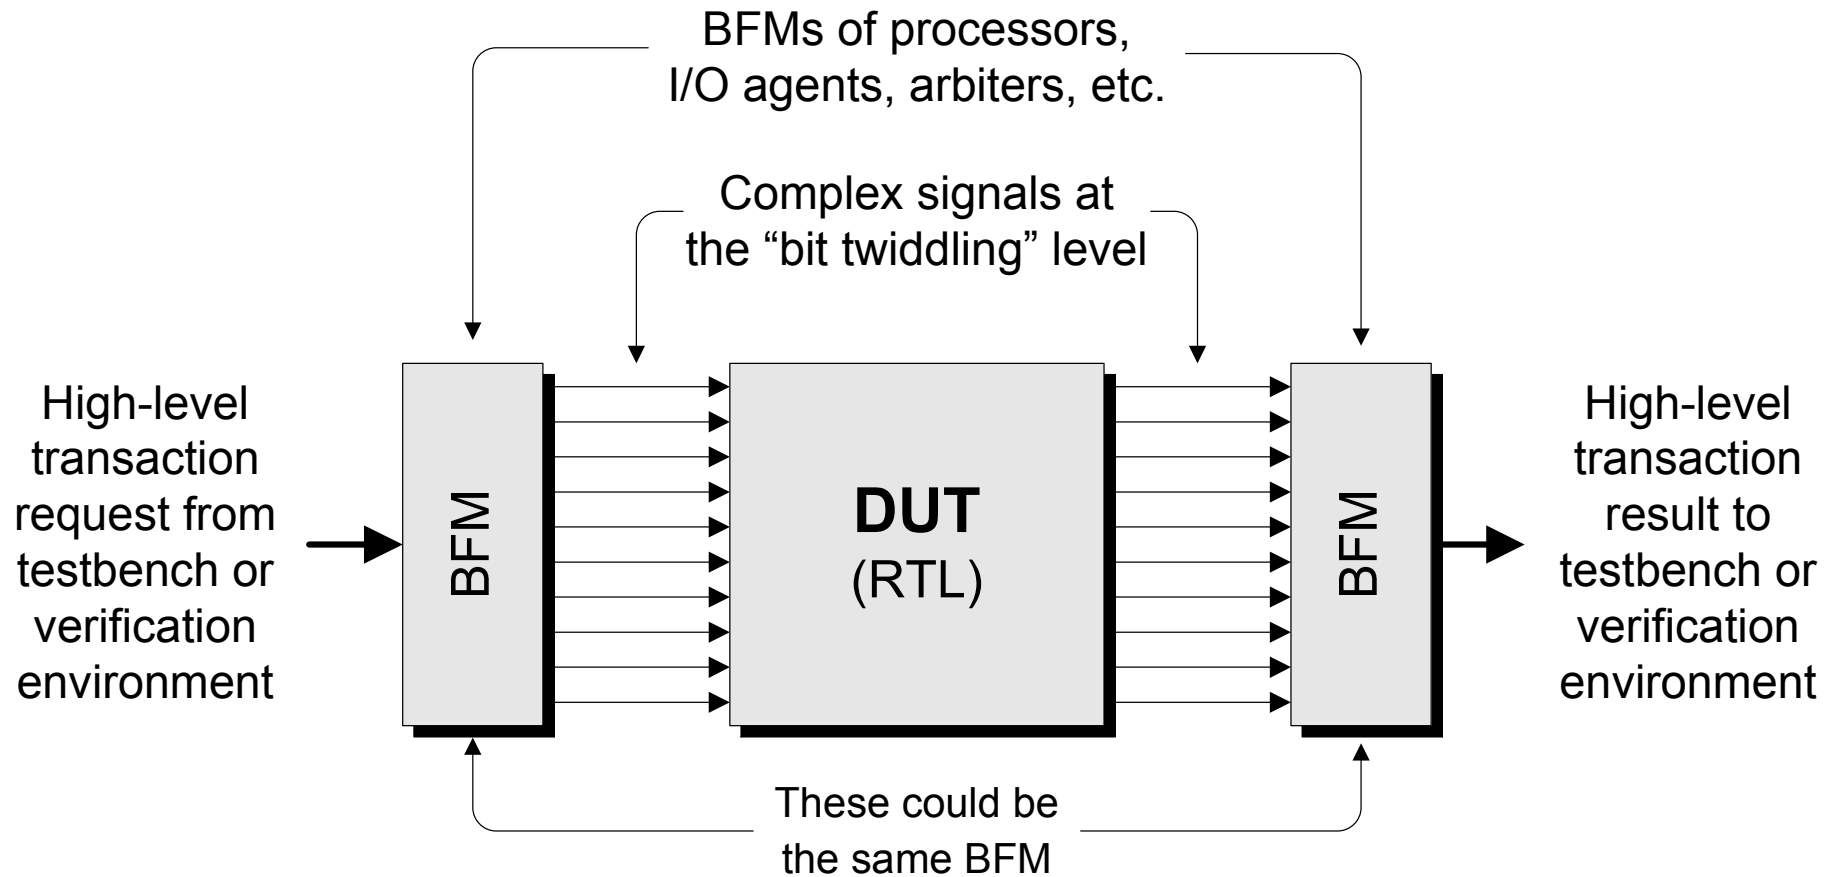 BFMs of processors,
I/O agents, arbiters, etc.
Complex signals at
the “bit twiddling” level
High-level
transaction
request from
testbench or
verification
environment
BFM
DUT
(RTL)
BFM
High-level
transaction
result to
testbench or
verification
environment
These could be
the same BFM